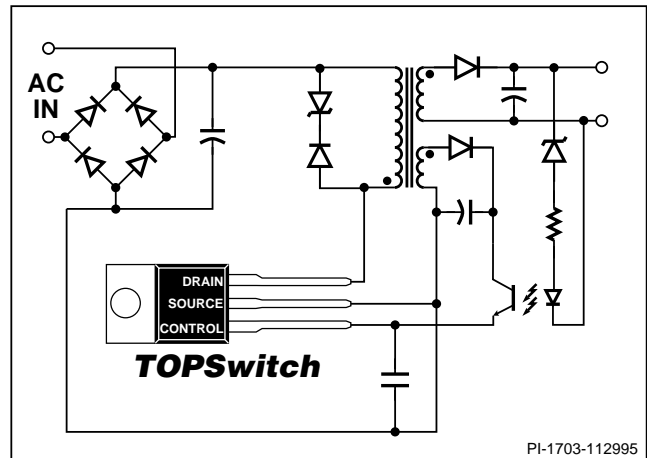 AC
IN
DRAIN
SOURCE
CONTROL
TOPSwitch
PI-1703-112995